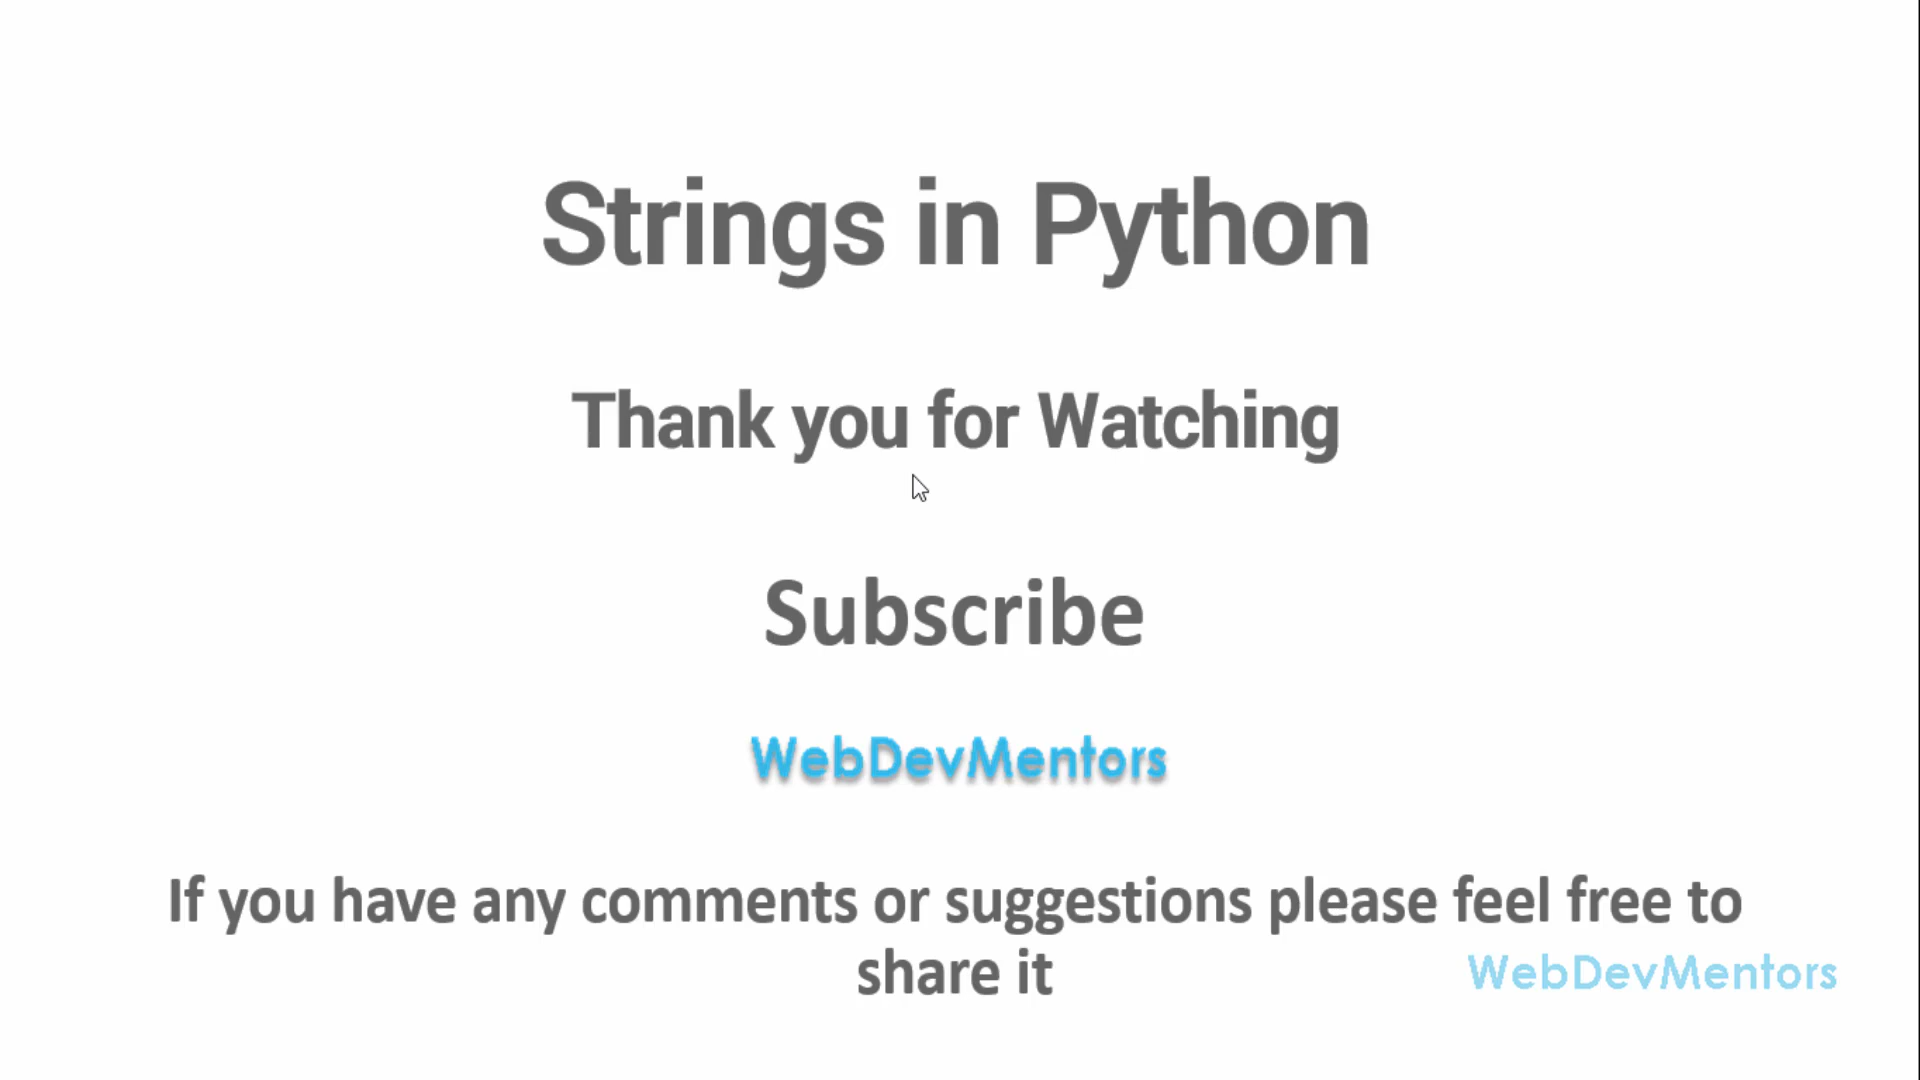 Strings in Python
Thank you for Watching
Subscribe
WebDevMentors
If you have any comments or suggestions please feel free to
share it
WebDevMentors